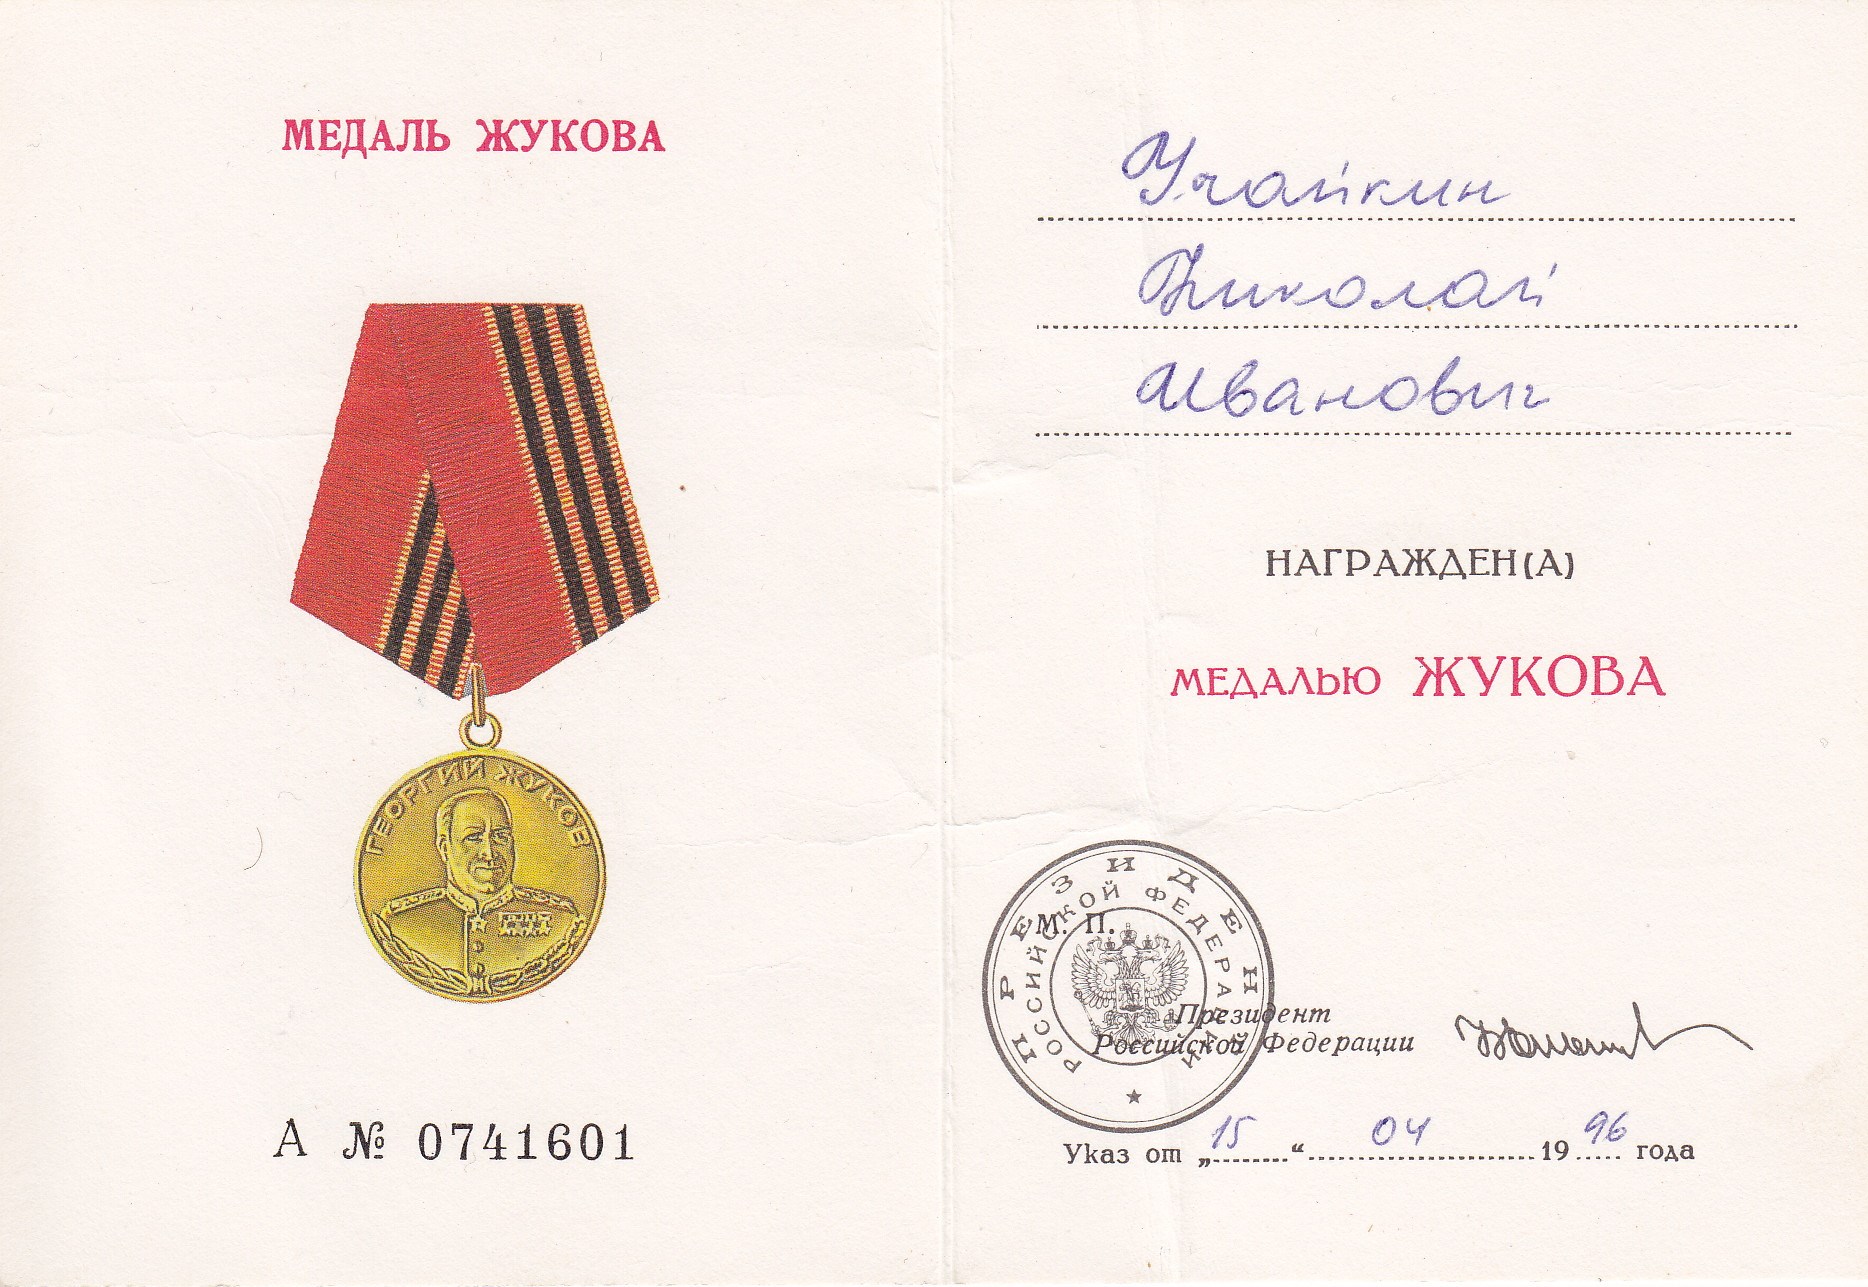 МЕДАЛЬ ЖУКОВА
ГЕОРГИЙ ЖУКОВ
А № 0741601
Учайкин
Николай
Иванович
НАГРАЖДЕН(А)
МЕДАЛЬЮ ЖУКОВА
ПРЕЗИДЕНТ
РОССИЙСКОЙ ФЕДЕРАЦИИ
М. П.
Президент
Российской Федерации
Указ от „15“ 04 1996 года